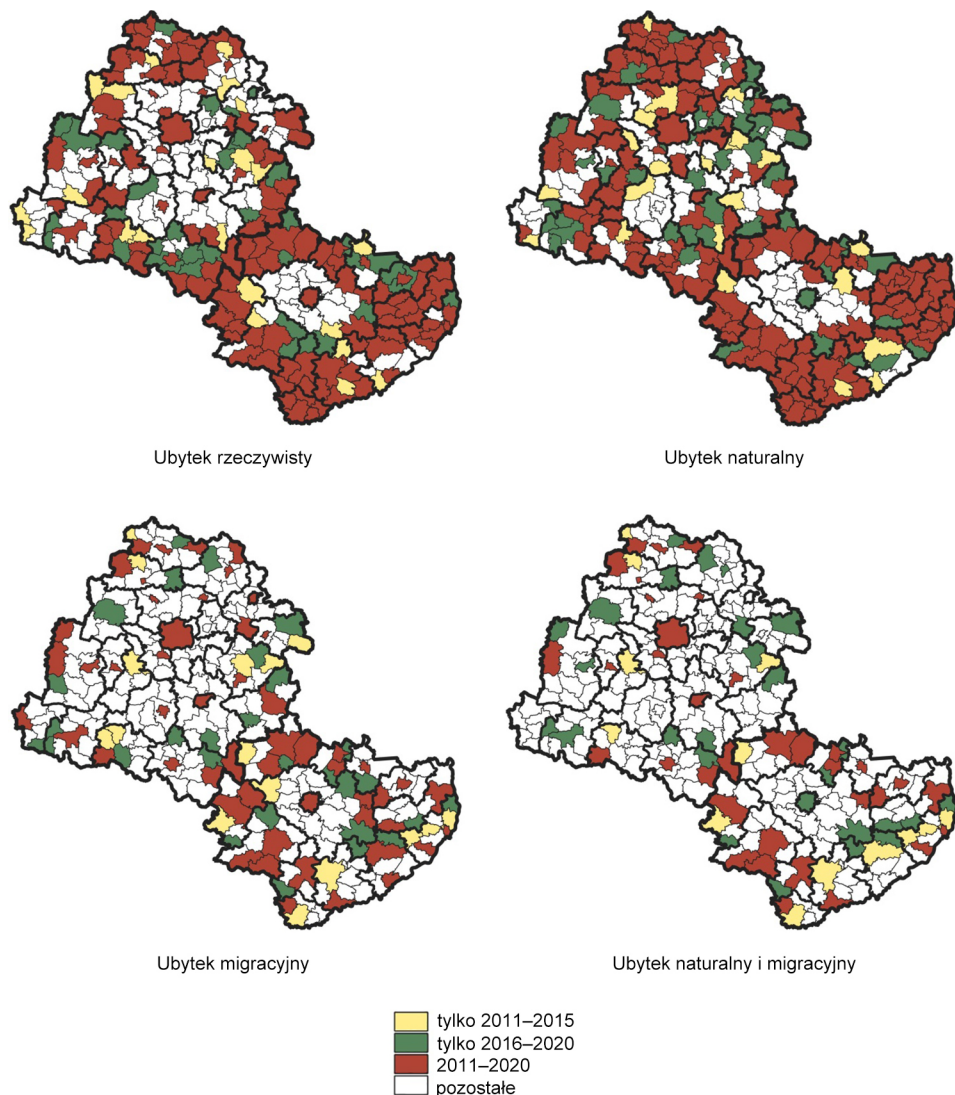 Ubytek rzeczywisty
Ubytek naturalny
Ubytek migracyjny
Ubytek naturalny i migracyjny
tylko 2011–2015
tylko 2016–2020
2011–2020
pozostałe